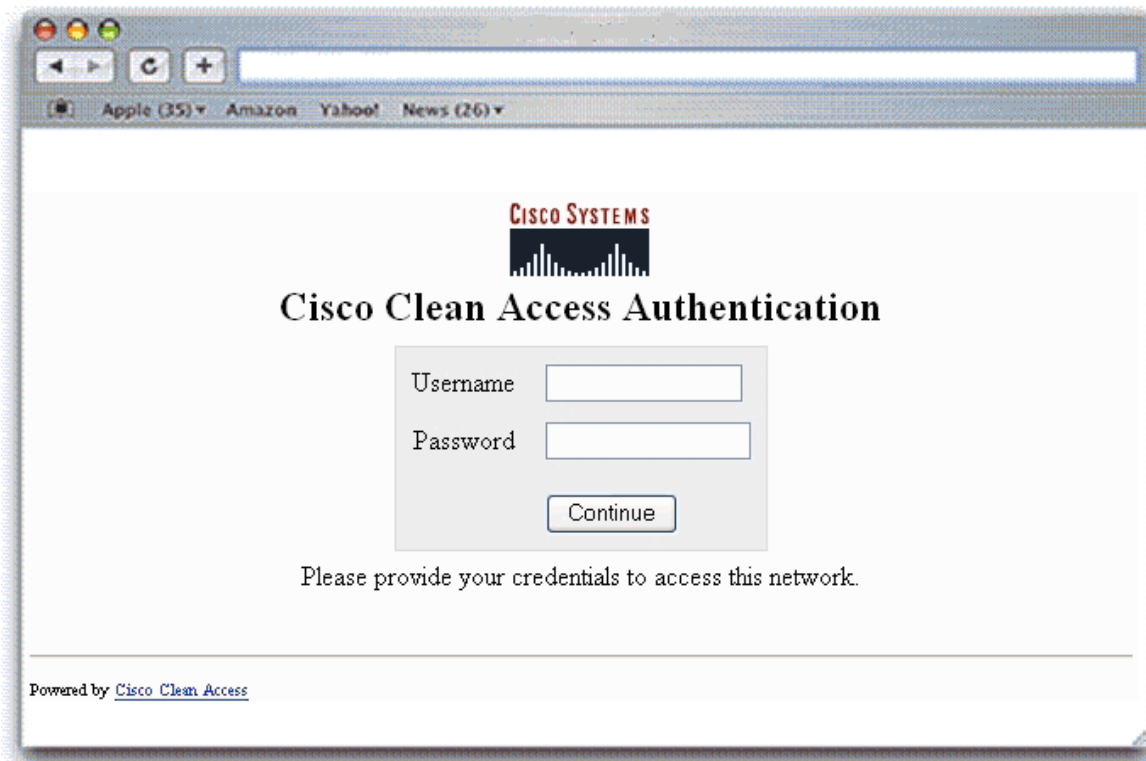 Apple (35) Amazon Yahoo! News (26)
CISCO SYSTEMS
Cisco Clean Access Authentication
Username
Password
Continue
Please provide your credentials to access this network.
Powered by Cisco Clean Access